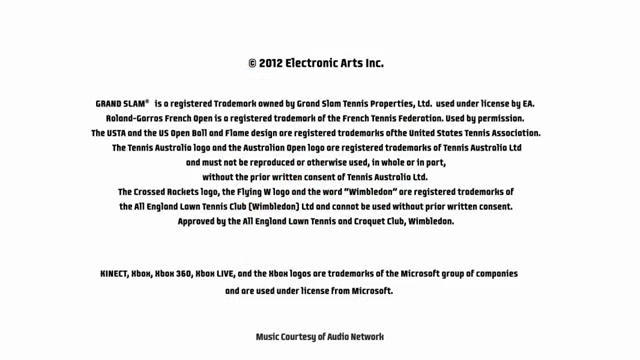 © 2012 Electronic Arts Inc.
GRAND SLAM® is a registered Trademark owned by Grand Slam Tennis Properties, Ltd. used under license by EA.
Roland-Garros French Open is a registered trademark of the French Tennis Federation. Used by permission.
The USTA and the US Open Ball and Flame design are registered trademarks ofthe United States Tennis Association.
The Tennis Australia logo and the Australian Open logo are registered trademarks of Tennis Australia Ltd
and must not be reproduced or otherwise used, in whole or in part,
without the prior written consent of Tennis Australia Ltd.
The Crossed Rackets logo, the Flying W logo and the word "Wimbledon" are registered trademarks of
the All England Lawn Tennis Club (Wimbledon) Ltd and cannot be used without prior written consent.
Approved by the All England Lawn Tennis and Croquet Club, Wimbledon.
KINECT, Xbox, Xbox 360, Xbox LIVE, and the Xbox logos are trademarks of the Microsoft group of companies
and are used under license from Microsoft.
Music Courtesy of Audio Network